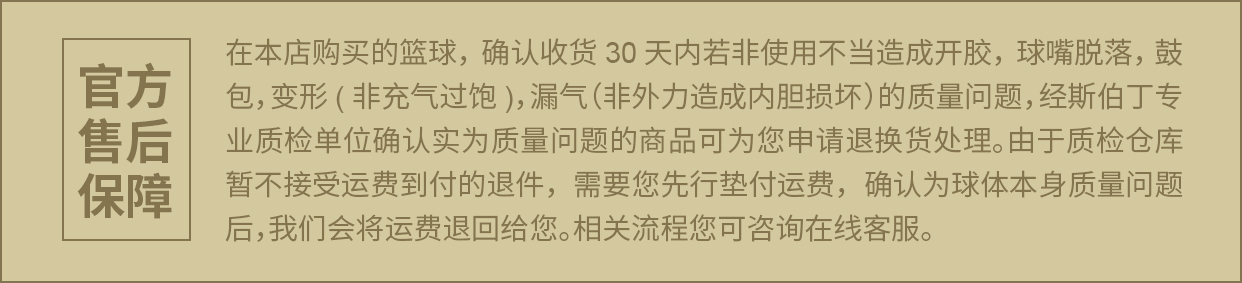 官方
售后
保障
在本店购买的篮球，确认收货 30 天内若非使用不当造成开胶，球嘴脱落，鼓
包，变形 ( 非充气过饱 )，漏气（非外力造成内胆损坏）的质量问题，经斯伯丁专
业质检单位确认实为质量问题的商品可为您申请退换货处理。由于质检仓库
暂不接受运费到付的退件，需要您先行垫付运费，确认为球体本身质量问题
后，我们会将运费退回给您。相关流程您可咨询在线客服。